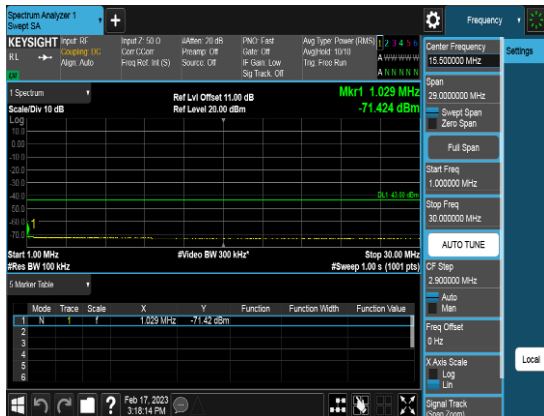 Spectrum Analyzer 1
Swept SA
Frequency
KEYSIGHT
RL
Input: RF
Coupling: DC
Align: Auto
Input Z: 50 Ω
Corr CCorr
Freq Ref: Int (S)
#Atten: 20 dB
Preamp: Off
Source: Off
PNO: Fast
Gate: Off
IF Gain: Low
Sig Track: Off
Avg Type: Power (RMS)
Avg|Hold: 10/10
Trig: Free Run
1 2 3 4 5 6
A W W W W W
A N N N N N
1 Spectrum
Scale/Div 10 dB
Ref Lvl Offset 11.00 dB
Ref Level 20.00 dBm
Mkr1 1.029 MHz
-71.424 dBm
Log
10.0
0.00
-10.0
-20.0
-30.0
-40.0
-50.0
-60.0
-70.0
DL1 -43.00 dBm
1
Start 1.00 MHz
#Res BW 100 kHz
#Video BW 300 kHz*
Stop 30.00 MHz
#Sweep 1.00 s (1001 pts)
5 Marker Table
Mode Trace Scale X Y Function Function Width Function Value
1 N 1 f 1.029 MHz -71.42 dBm
2
3
4
5
6
Feb 17, 2023
3:18:14 PM
Center Frequency
15.500000 MHz
Settings
Span
29.0000000 MHz
Swept Span
Zero Span
Full Span
Start Freq
1.000000 MHz
Stop Freq
30.000000 MHz
AUTO TUNE
CF Step
2.900000 MHz
Auto
Man
Freq Offset
0 Hz
X Axis Scale
Log
Lin
Local
Signal Track
(Span Zoom)